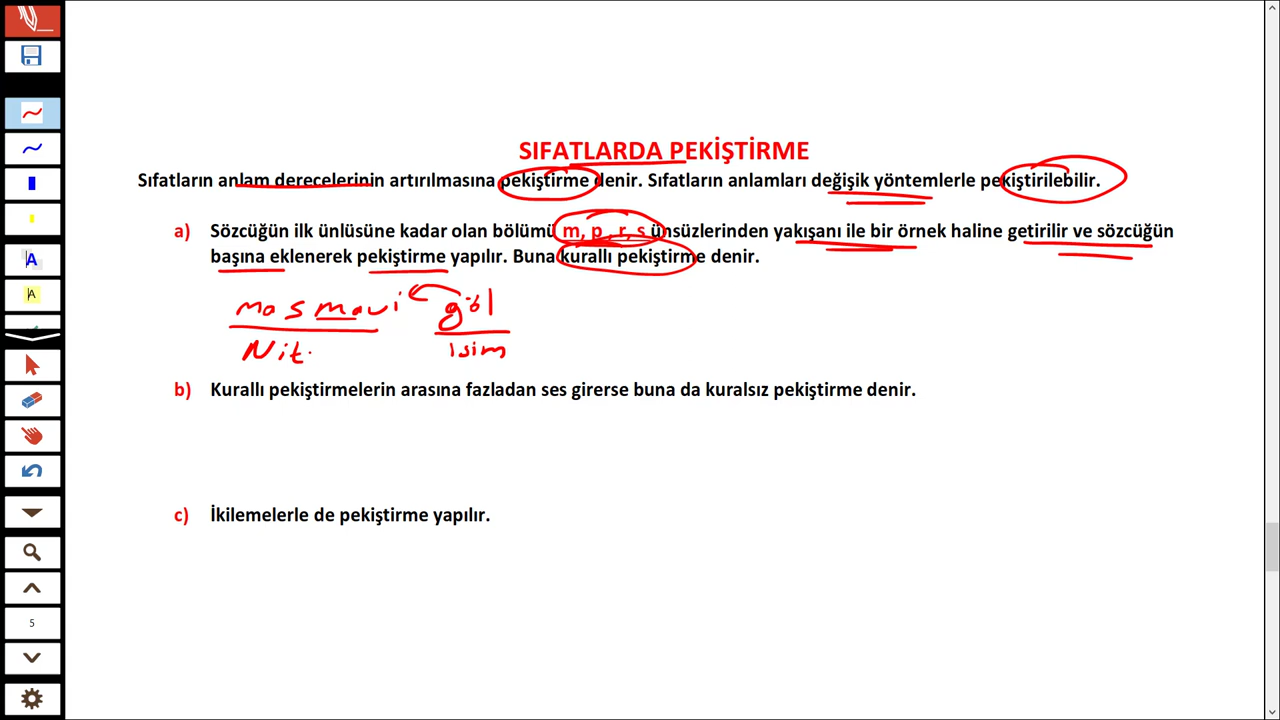 SIFATLARDA PEKİŞTİRME
Sıfatların anlam derecelerinin artırılmasına pekiştirme denir. Sıfatların anlamları değişik yöntemlerle pekiştirilebilir.
a) Sözcüğün ilk ünlüsüne kadar olan bölümü m, p, r, s ünsüzlerinden yakışanı ile bir örnek haline getirilir ve sözcüğün
başına eklenerek pekiştirme yapılır. Buna kurallı pekiştirme denir.
masmavi göl
Nit. isim
b) Kurallı pekiştirmelerin arasına fazladan ses girerse buna da kuralsız pekiştirme denir.
c) İkilemelerle de pekiştirme yapılır.
A
A
5